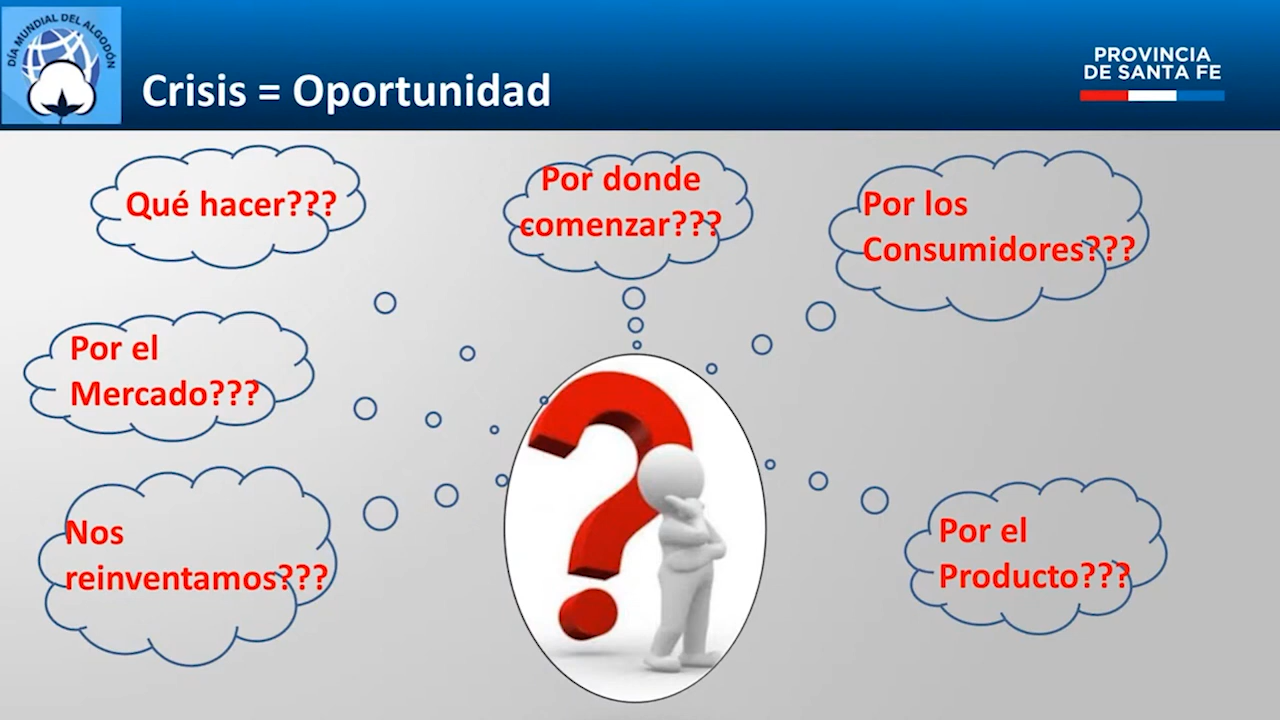 DÍA MUNDIAL DEL ALGODÓN
Crisis = Oportunidad
PROVINCIA
DE SANTA FE
Qué hacer???
Por donde
comenzar???
Por los
Consumidores???
Por el
Mercado???
Nos
reinventamos???
Por el
Producto???